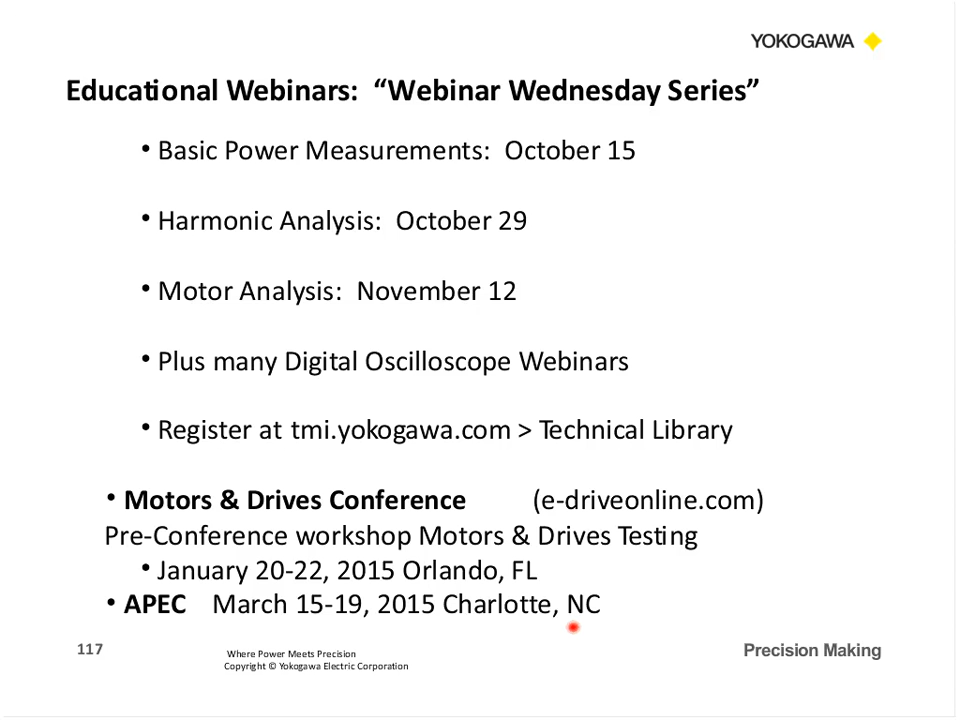 YOKOGAWA
Educational Webinars: “Webinar Wednesday Series”
• Basic Power Measurements: October 15
• Harmonic Analysis: October 29
• Motor Analysis: November 12
• Plus many Digital Oscilloscope Webinars
• Register at tmi.yokogawa.com > Technical Library
• Motors & Drives Conference (e-driveonline.com)
Pre-Conference workshop Motors & Drives Testing
• January 20-22, 2015 Orlando, FL
• APEC March 15-19, 2015 Charlotte, NC
117
Where Power Meets Precision
Copyright © Yokogawa Electric Corporation
Precision Making